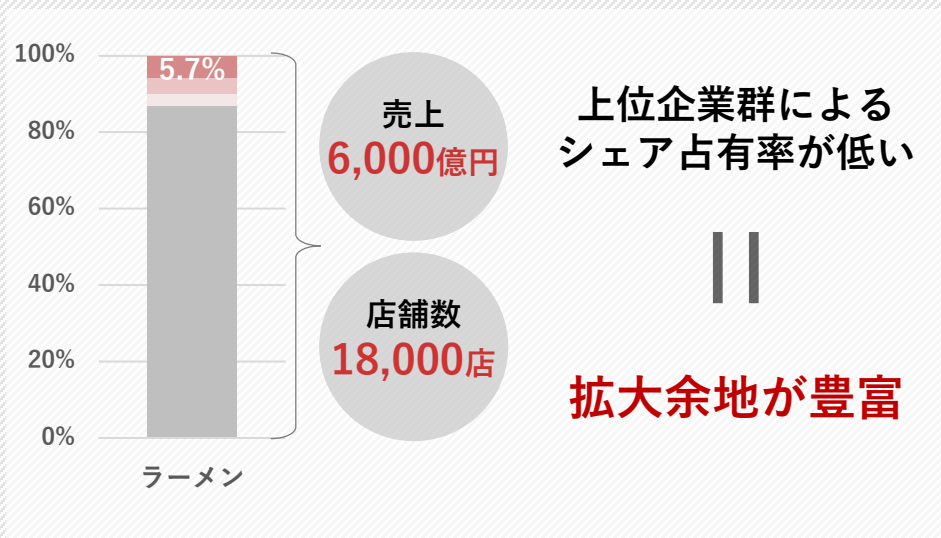 100%
80%
60%
40%
20%
0%
5.7%
ラーメン
売上
6,000億円
店舗数
18,000店
上位企業群による
シェア占有率が低い
拡大余地が豊富